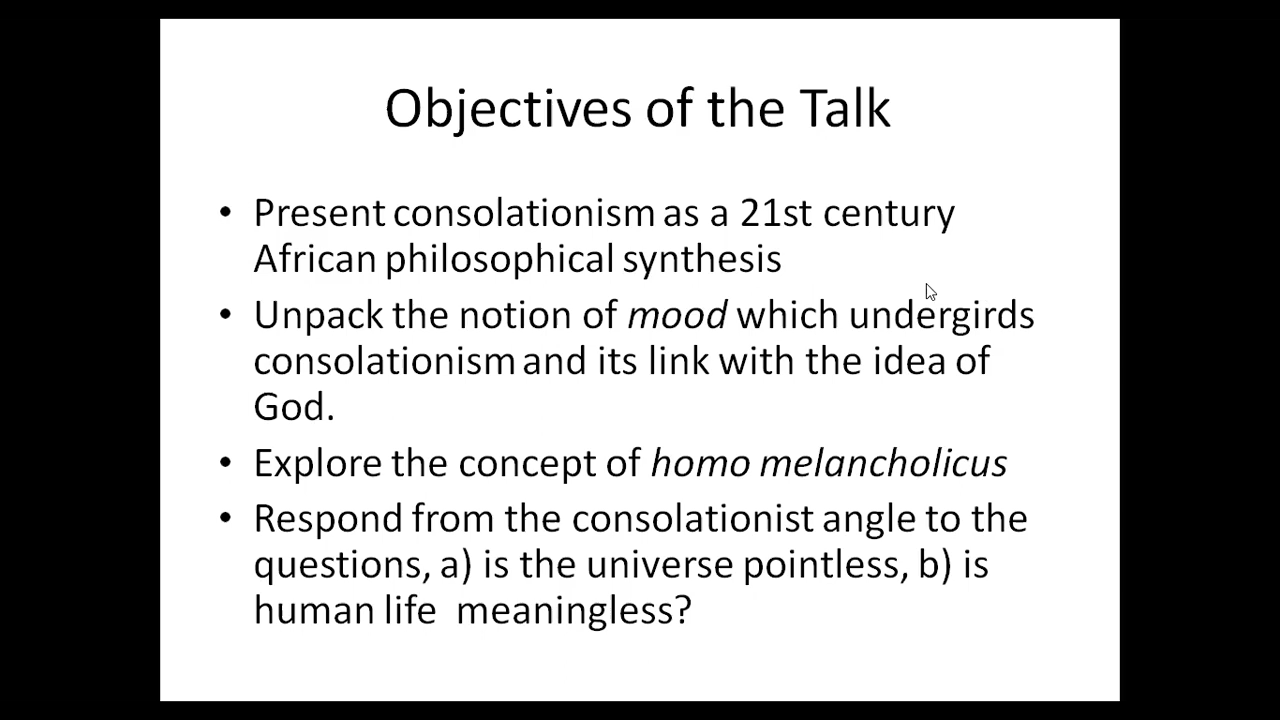 Objectives of the Talk
• Present consolationism as a 21st century
African philosophical synthesis
• Unpack the notion of mood which undergirds
consolationism and its link with the idea of
God.
• Explore the concept of homo melancholicus
• Respond from the consolationist angle to the
questions, a) is the universe pointless, b) is
human life  meaningless?